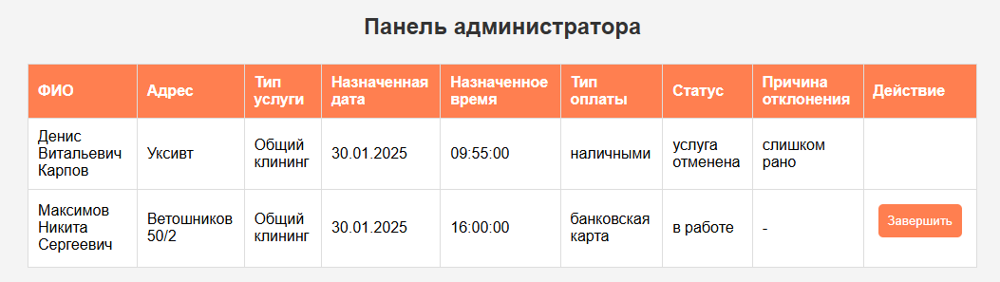 Панель администратора
ФИО
Адрес
Тип
услуги
Назначенная
дата
Назначенное
время
Тип
оплаты
Статус
Причина
отклонения
Действие
Денис
Витальевич
Карпов
Уксивт
Общий
клининг
30.01.2025
09:55:00
наличными
услуга
отменена
слишком
рано
Максимов
Никита
Сергеевич
Ветошников
50/2
Общий
клининг
30.01.2025
16:00:00
банковская
карта
в работе
-
Завершить